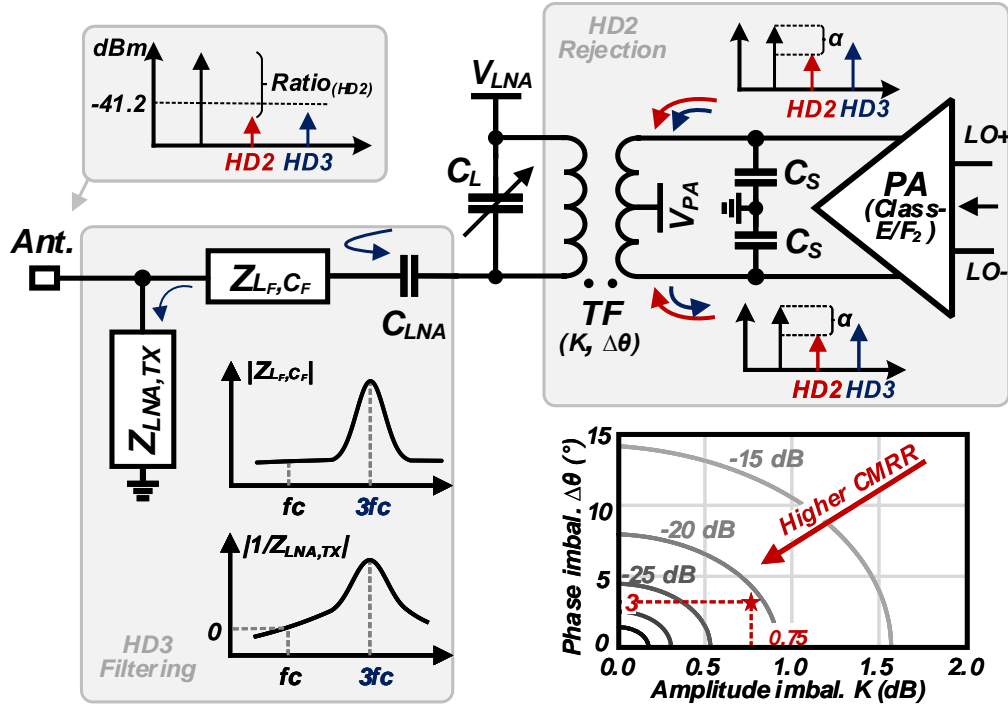 dBm
-41.2
Ratio(HD2)
HD2 HD3
HD2
Rejection
α
HD2 HD3
VLNA
CL
CS
CS
VPA
PA
(Class-
E/F2)
LO+
LO-
Ant.
ZLF,CF
CLNA
TF
(K, Δθ)
α
HD2 HD3
ZLNA,TX
|ZLF,CF|
fc 3fc
|1/ZLNA,TX|
0
fc 3fc
HD3
Filtering
Phase imbal. Δθ (°)
15
10
5
0
-15 dB
-20 dB
-25 dB
Higher CMRR
3
0.75
0.0 0.5 1.0 2.0
Amplitude imbal. K (dB)